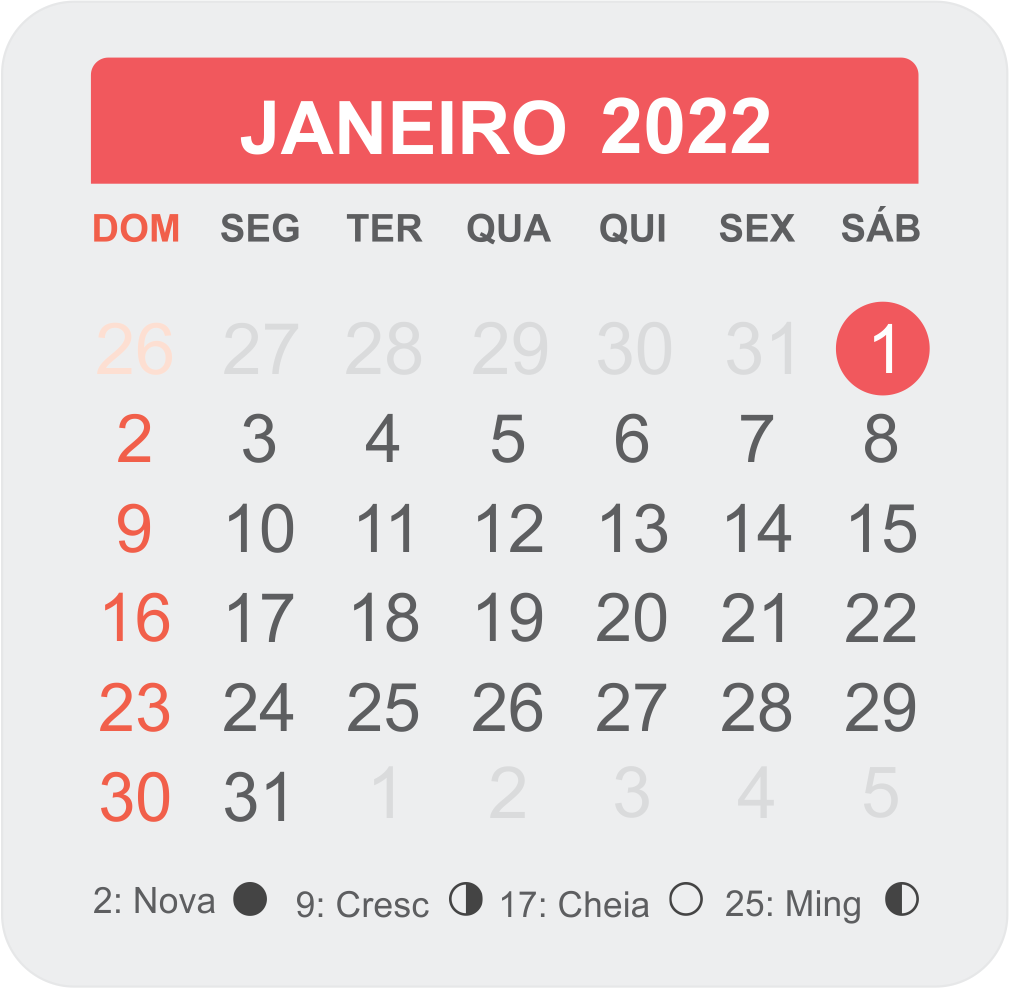 JANEIRO 2022
DOM SEG TER QUA QUI SEX SÁB
26 27 28 29 30 31 1
2 3 4 5 6 7 8
9 10 11 12 13 14 15
16 17 18 19 20 21 22
23 24 25 26 27 28 29
30 31 1 2 3 4 5
2: Nova 9: Cresc 17: Cheia 25: Ming